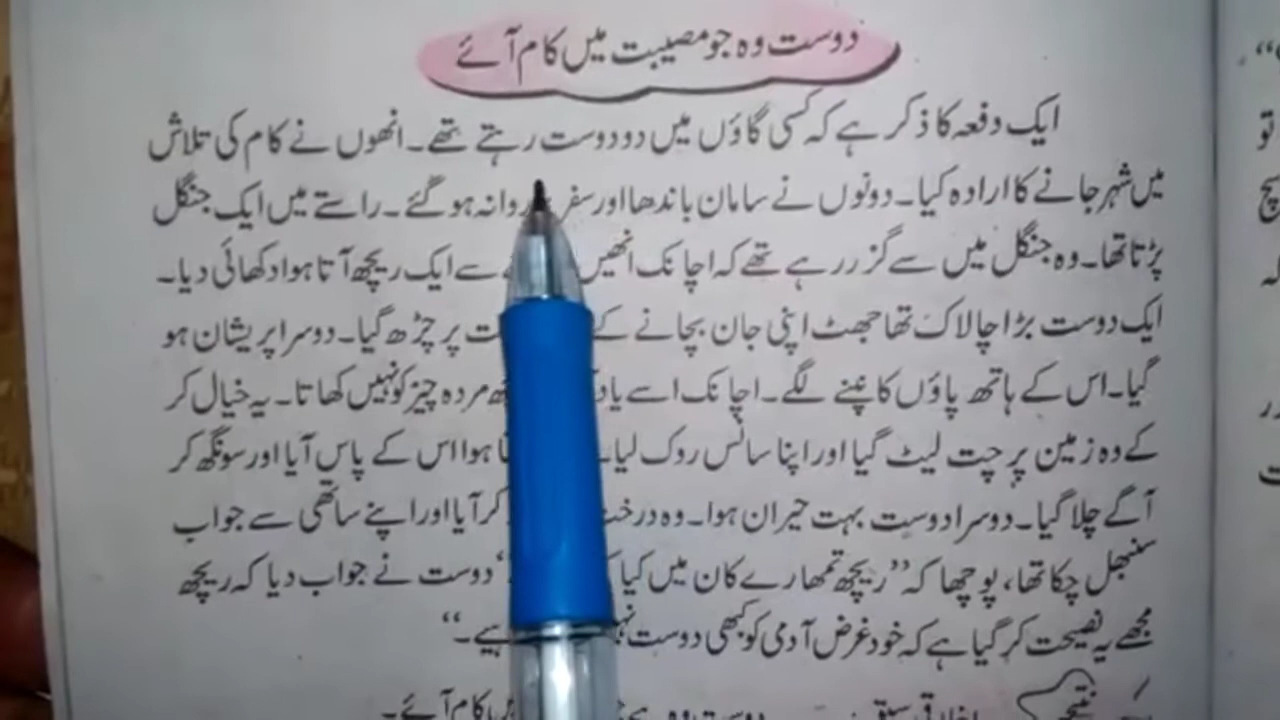 دوست وہ جو مصیبت میں کام آئے
ایک دفعہ کا ذکر ہے کہ کسی گاؤں میں دو دوست رہتے تھے۔ انھوں نے کام کی تلاش
میں شہر جانے کا ارادہ کیا۔ دونوں نے سامان باندھا اور سفر روانہ ہو گئے۔ راستے میں ایک جنگل
پڑتا تھا۔ وہ جنگل میں سے گزر رہے تھے کہ اچانک انھیں سے ایک ریچھ آتا ہوا دکھائی دیا۔
ایک دوست بڑا چالاک تھا جھٹ اپنی جان بچانے کے پر چڑھ گیا۔ دوسرا پریشان ہو
گیا۔ اس کے ہاتھ پاؤں کانپنے لگے۔ اچانک اسے مردہ چیز کو نہیں کھاتا۔ یہ خیال کر
کے وہ زمین پر چت لیٹ گیا اور اپنا سانس روک لیا۔ ہوا اس کے پاس آیا اور سونگھ کر
آگے چلا گیا۔ دوسرا دوست بہت حیران ہوا۔ وہ کر آیا اور اپنے ساتھی سے جو اب
سنبھل چکا تھا، پوچھا کہ ”ریچھ تمھارے کان میں کیا دوست نے جواب دیا کہ ریچھ
مجھے یہ نصیحت کر گیا ہے کہ خود غرض آدمی کو کبھی دوست
کام آئے۔
تو